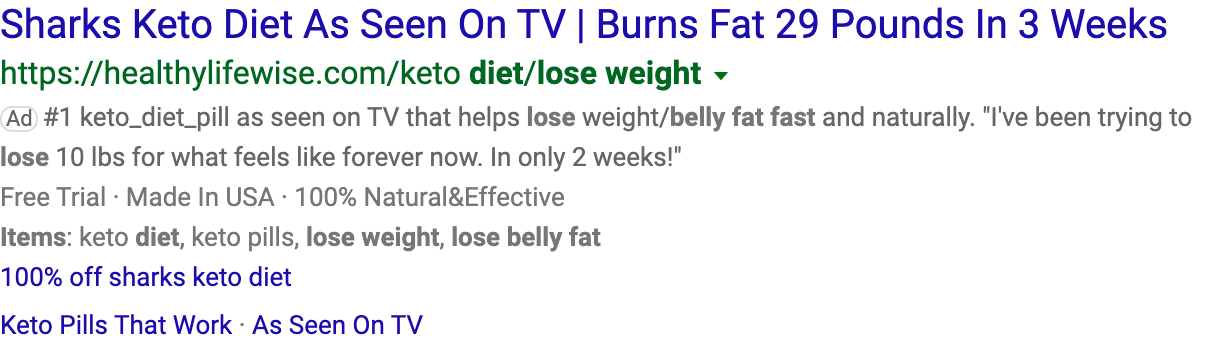 Sharks Keto Diet As Seen On TV | Burns Fat 29 Pounds In 3 Weeks
https://healthylifewise.com/keto diet/lose weight
Ad #1 keto_diet_pill as seen on TV that helps lose weight/belly fat fast and naturally. "I've been trying to
lose 10 lbs for what feels like forever now. In only 2 weeks!"
Free Trial · Made In USA · 100% Natural&Effective
Items: keto diet, keto pills, lose weight, lose belly fat
100% off sharks keto diet
Keto Pills That Work · As Seen On TV